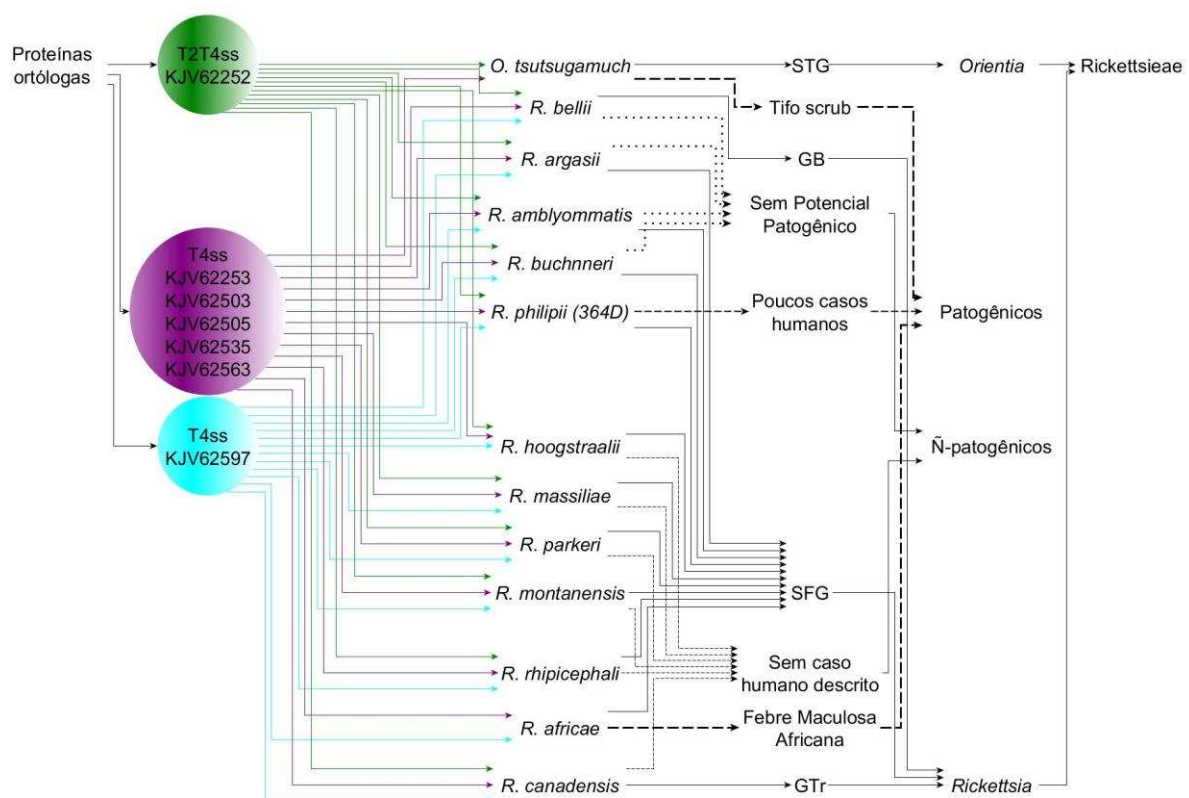 Proteínas
ortólogas
T2T4ss
KJV62252
T4ss
KJV62253
KJV62503
KJV62505
KJV62535
KJV62563
T4ss
KJV62597
O. tsutsugamuch
R. bellii
R. argasii
R. amblyommatis
R. buchnneri
R. philipii (364D)
R. hoogstraalii
R. massiliae
R. parkeri
R. montanensis
R. rhipicephali
R. africae
R. canadensis
STG
Tifo scrub
GB
Sem Potencial
Patogênico
Poucos casos
humanos
SFG
Sem caso
humano descrito
Febre Maculosa
Africana
GTr
Orientia
Patogênicos
Ñ-patogênicos
Rickettsia
Rickettsieae